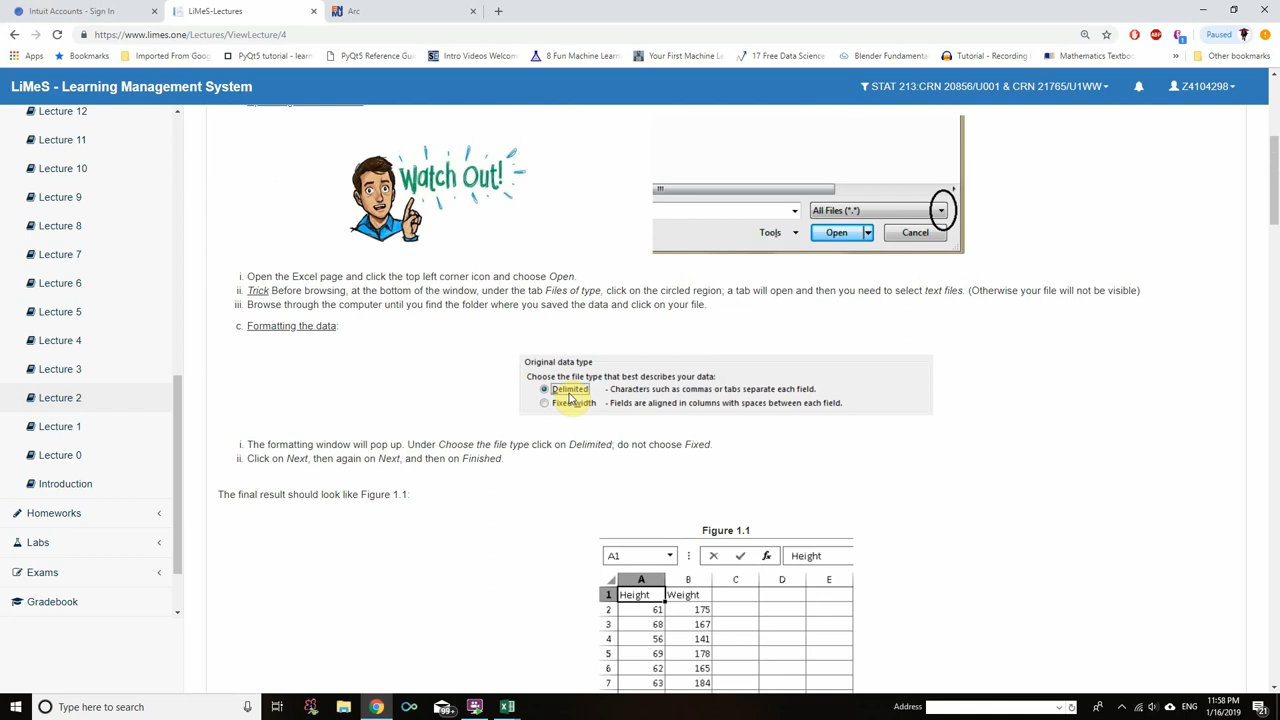 Intuit Accounts - Sign In
LiMeS-Lectures
Arc
https://www.limes.one/Lectures/ViewLecture/4
Paused
Apps
Bookmarks
Imported From Goog
PyQt5 tutorial - learn
PyQt5 Reference Gui
Intro Videos Welcom
8 Fun Machine Learn
Your First Machine Le
17 Free Data Science
Blender Fundamental
Tutorial - Recording
Mathematics Textbo
Other bookmarks
LiMeS - Learning Management System
STAT 213:CRN 20856/U001 & CRN 21765/U1WW
Z4104298
Lecture 12
Lecture 11
Lecture 10
Lecture 9
Lecture 8
Lecture 7
Lecture 6
Lecture 5
Lecture 4
Lecture 3
Lecture 2
Lecture 1
Lecture 0
Introduction
Homeworks
Labs
Exams
Gradebook
Watch Out!
All Files (*.*)
Tools
Open
Cancel
i. Open the Excel page and click the top left corner icon and choose Open.
ii. Trick Before browsing, at the bottom of the window, under the tab Files of type, click on the circled region; a tab will open and then you need to select text files. (Otherwise your file will not be visible)
iii. Browse through the computer until you find the folder where you saved the data and click on your file.
c. Formatting the data:
Original data type
Choose the file type that best describes your data:
Delimited - Characters such as commas or tabs separate each field.
Fixed width - Fields are aligned in columns with spaces between each field.
i. The formatting window will pop up. Under Choose the file type click on Delimited; do not choose Fixed.
ii. Click on Next, then again on Next, and then on Finished.
The final result should look like Figure 1.1:
Figure 1.1
A1 fx Height
A B C D E
1 Height Weight
2 61 175
3 68 167
4 56 141
5 69 178
6 62 165
7 63 184
Type here to search
Address
11:58 PM
1/16/2019
21